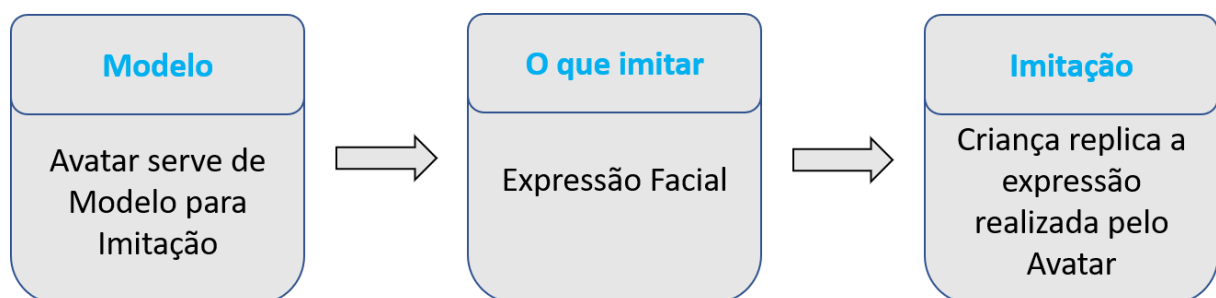 Modelo
Avatar serve de
Modelo para
Imitação
O que imitar
Expressão Facial
Imitação
Criança replica a
expressão
realizada pelo
Avatar